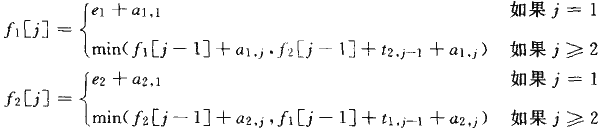 f₁[j] = { e₁ + a₁,₁ 如果 j = 1
min(f₁[j − 1] + a₁,ⱼ , f₂[j − 1] + t₂,ⱼ₋₁ + a₁,ⱼ) 如果 j ⩾ 2
f₂[j] = { e₂ + a₂,₁ 如果 j = 1
min(f₂[j − 1] + a₂,ⱼ , f₁[j − 1] + t₁,ⱼ₋₁ + a₂,ⱼ) 如果 j ⩾ 2